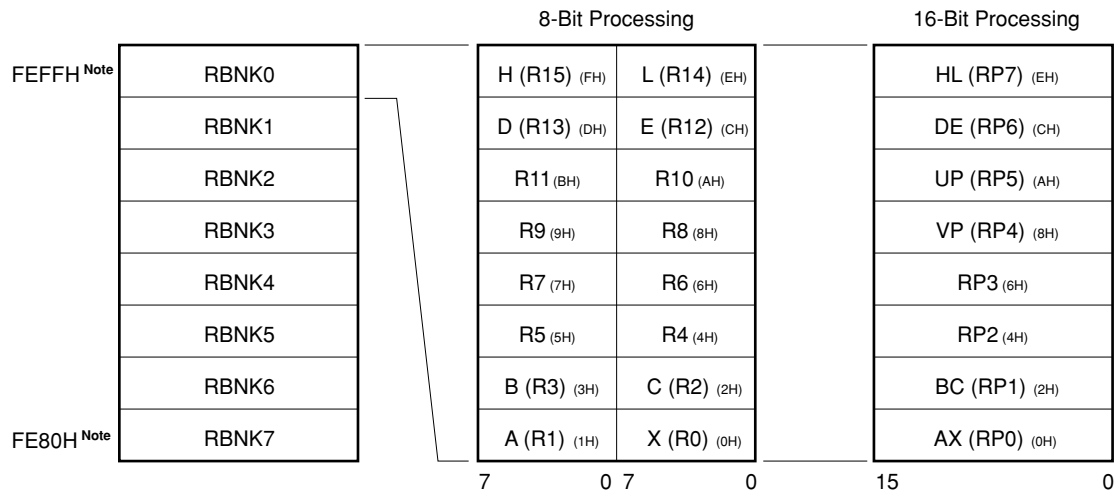 8-Bit Processing 16-Bit Processing
FEFFH Note RBNK0 H (R15) (FH) L (R14) (EH) HL (RP7) (EH)
RBNK1 D (R13) (DH) E (R12) (CH) DE (RP6) (CH)
RBNK2 R11 (BH) R10 (AH) UP (RP5) (AH)
RBNK3 R9 (9H) R8 (8H) VP (RP4) (8H)
RBNK4 R7 (7H) R6 (6H) RP3 (6H)
RBNK5 R5 (5H) R4 (4H) RP2 (4H)
RBNK6 B (R3) (3H) C (R2) (2H) BC (RP1) (2H)
FE80H Note RBNK7 A (R1) (1H) X (R0) (0H) AX (RP0) (0H)
7 0 7 0 15 0